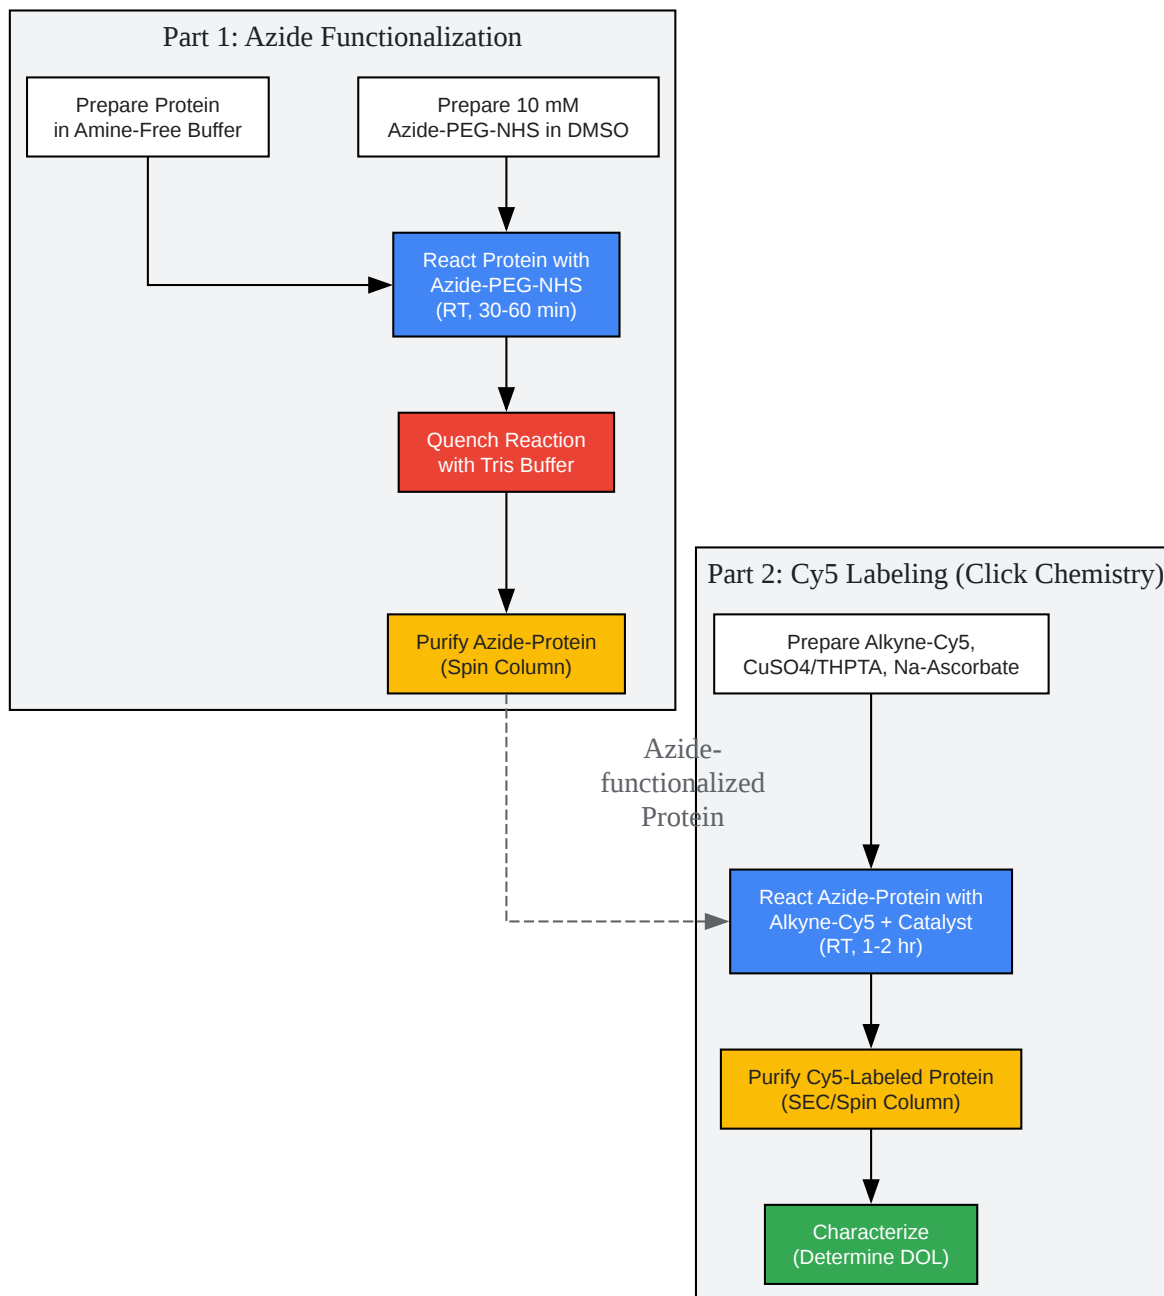 Part 1: Azide Functionalization
Prepare Protein
in Amine-Free Buffer
Prepare 10 mM
Azide-PEG-NHS in DMSO
React Protein with
Azide-PEG-NHS
(RT, 30-60 min)
Quench Reaction
with Tris Buffer
Purify Azide-Protein
(Spin Column)
Azide-
functionalized
Protein
Part 2: Cy5 Labeling (Click Chemistry)
Prepare Alkyne-Cy5,
CuSO4/THPTA, Na-Ascorbate
React Azide-Protein with
Alkyne-Cy5 + Catalyst
(RT, 1-2 hr)
Purify Cy5-Labeled Protein
(SEC/Spin Column)
Characterize
(Determine DOL)